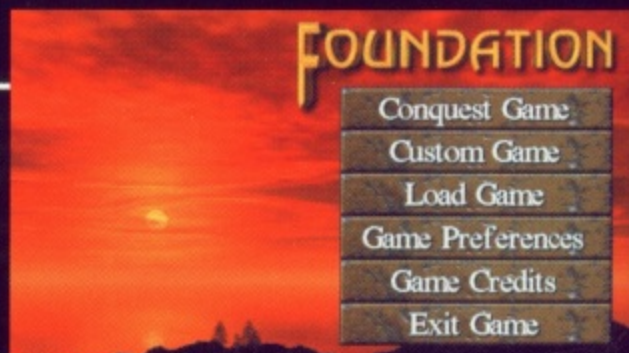 FOUNDATION
Conquest Game
Custom Game
Load Game
Game Preferences
Game Credits
Exit Game